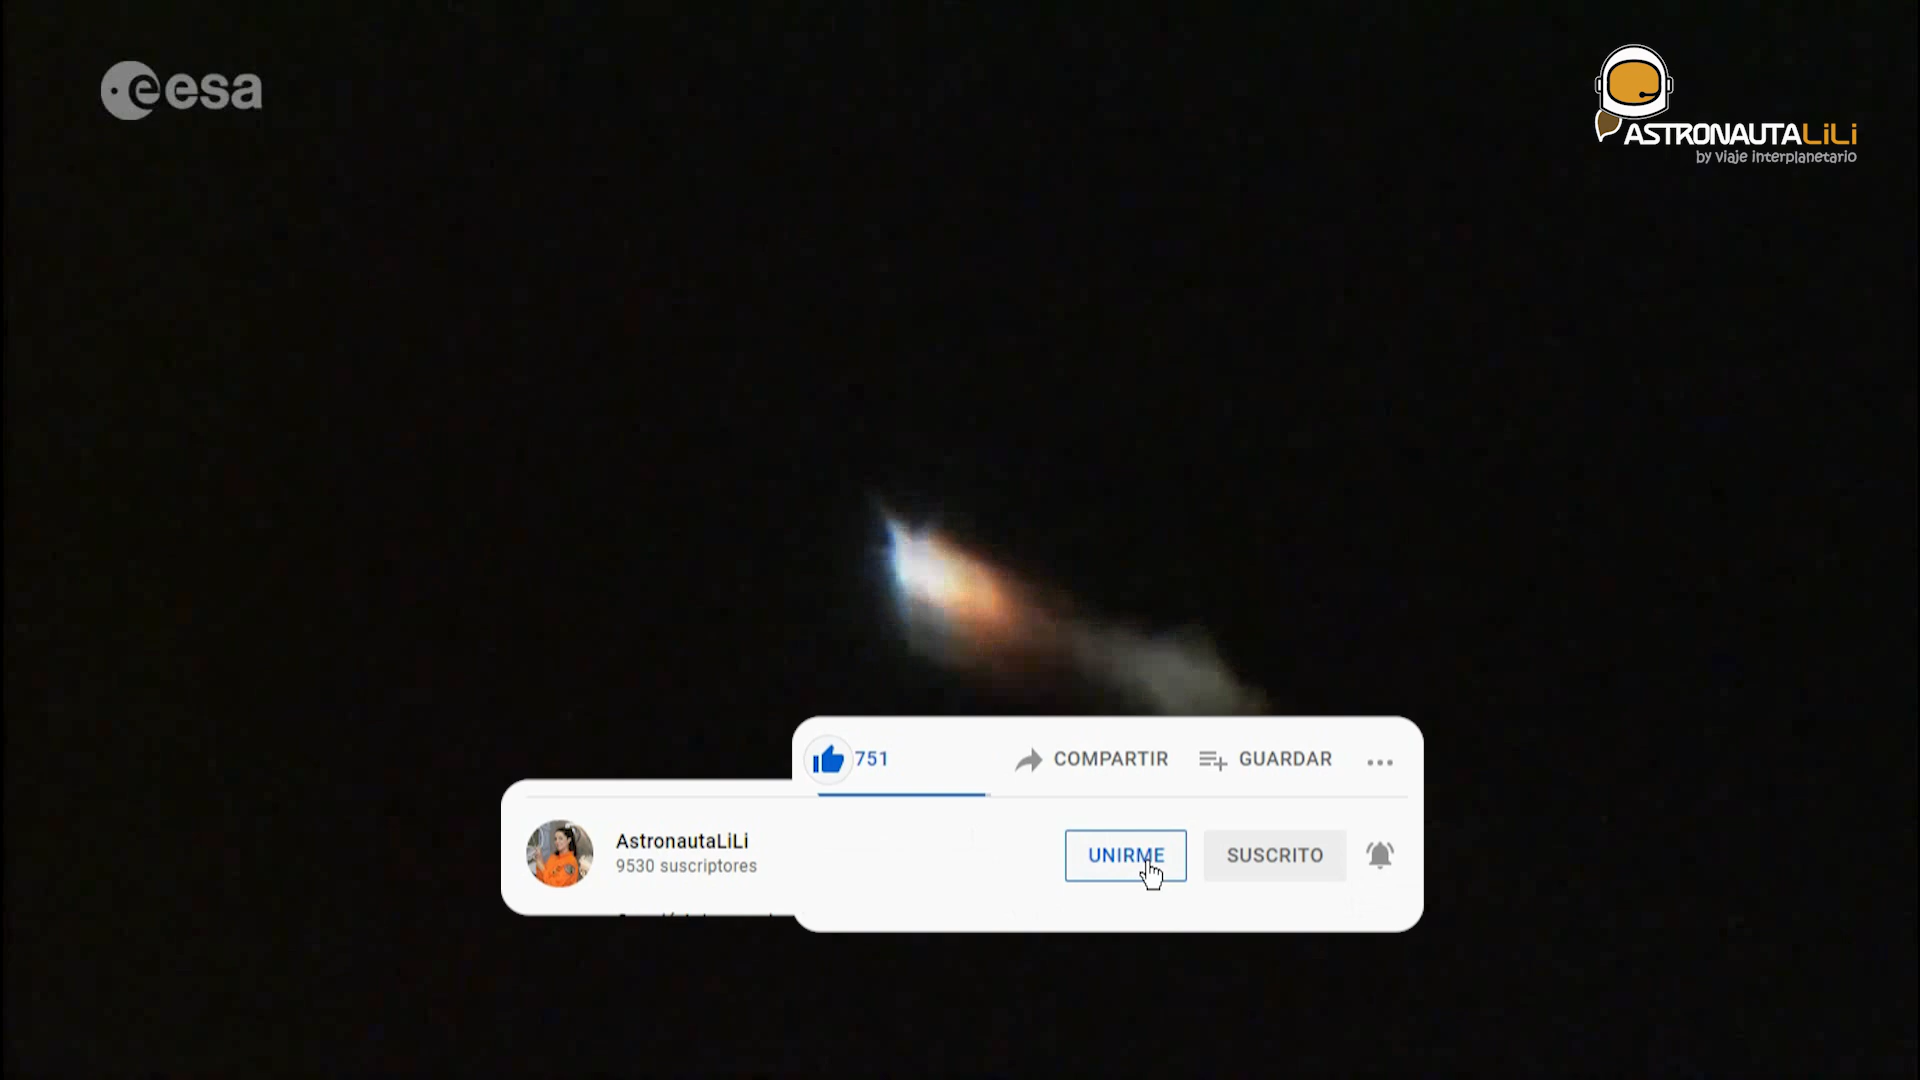 esa
ASTRONAUTALiLi
by viaje interplanetario
751
COMPARTIR
GUARDAR
AstronautaLiLi
9530 suscriptores
UNIRME
SUSCRITO